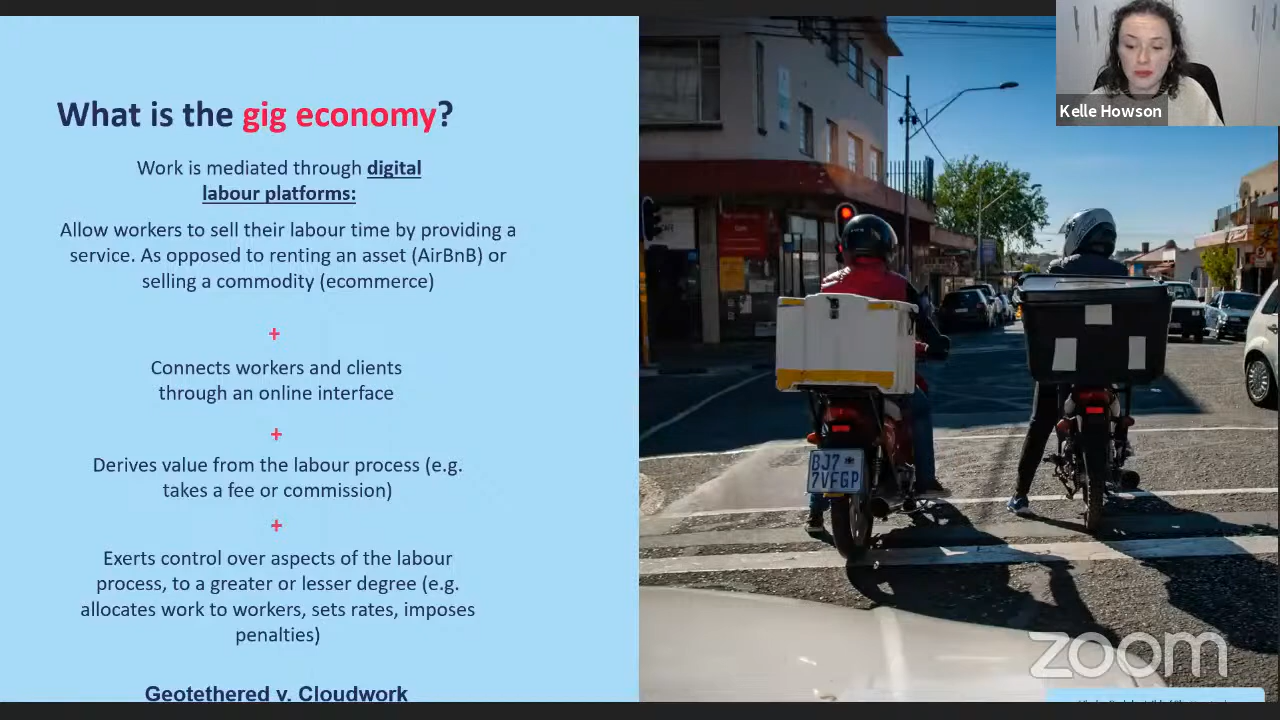 What is the gig economy?
Work is mediated through digital
labour platforms:
Allow workers to sell their labour time by providing a
service. As opposed to renting an asset (AirBnB) or
selling a commodity (ecommerce)
+
Connects workers and clients
through an online interface
+
Derives value from the labour process (e.g.
takes a fee or commission)
+
Exerts control over aspects of the labour
process, to a greater or lesser degree (e.g.
allocates work to workers, sets rates, imposes
penalties)
Geotethered v. Cloudwork
Kelle Howson
BJ7
7VFGP
zoom